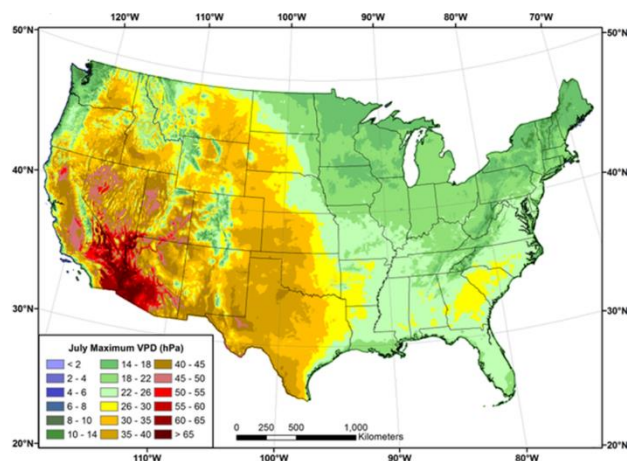 120°W 110°W 100°W 90°W 80°W 70°W
50°N 50°N
40°N 40°N
30°N 30°N
July Maximum VPD (hPa)
< 2 14 - 18 40 - 45
2 - 4 18 - 22 45 - 50
4 - 6 22 - 26 50 - 55
6 - 8 26 - 30 55 - 60
8 - 10 30 - 35 60 - 65
10 - 14 35 - 40 > 65
0 250 500 1,000
Kilometers
20°N 20°N
110°W 100°W 90°W 80°W